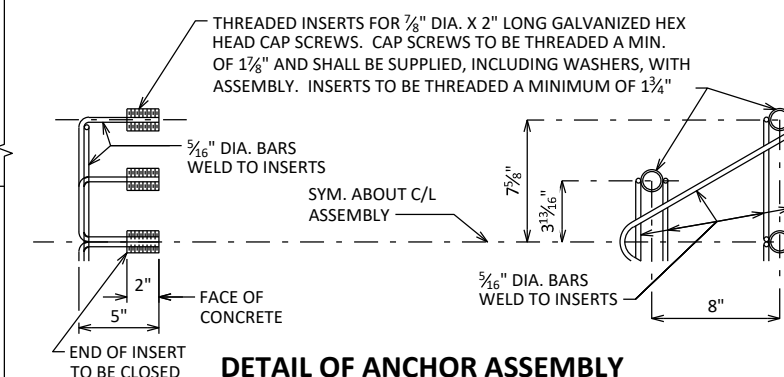 THREADED INSERTS FOR ⅞" DIA. X 2" LONG GALVANIZED HEX
HEAD CAP SCREWS. CAP SCREWS TO BE THREADED A MIN.
OF 1⅞" AND SHALL BE SUPPLIED, INCLUDING WASHERS, WITH
ASSEMBLY. INSERTS TO BE THREADED A MINIMUM OF 1¾"
5⁄16" DIA. BARS
WELD TO INSERTS
SYM. ABOUT C/L
ASSEMBLY
7⅝"
3 13⁄16"
5⁄16" DIA. BARS
WELD TO INSERTS
8"
2"
5"
FACE OF
CONCRETE
END OF INSERT
TO BE CLOSED
DETAIL OF ANCHOR ASSEMBLY